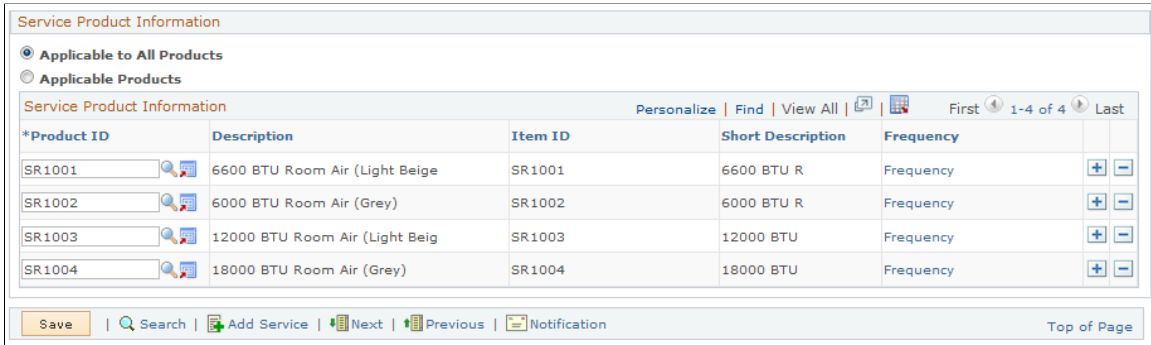 Service Product Information
Applicable to All Products
Applicable Products
Service Product Information Personalize | Find | View All | | First 1-4 of 4 Last
*Product ID Description Item ID Short Description Frequency
SR1001 6600 BTU Room Air (Light Beige SR1001 6600 BTU R Frequency
SR1002 6000 BTU Room Air (Grey) SR1002 6000 BTU R Frequency
SR1003 12000 BTU Room Air (Light Beig SR1003 12000 BTU Frequency
SR1004 18000 BTU Room Air (Grey) SR1004 18000 BTU Frequency
Save | Search | Add Service | Next | Previous | Notification Top of Page